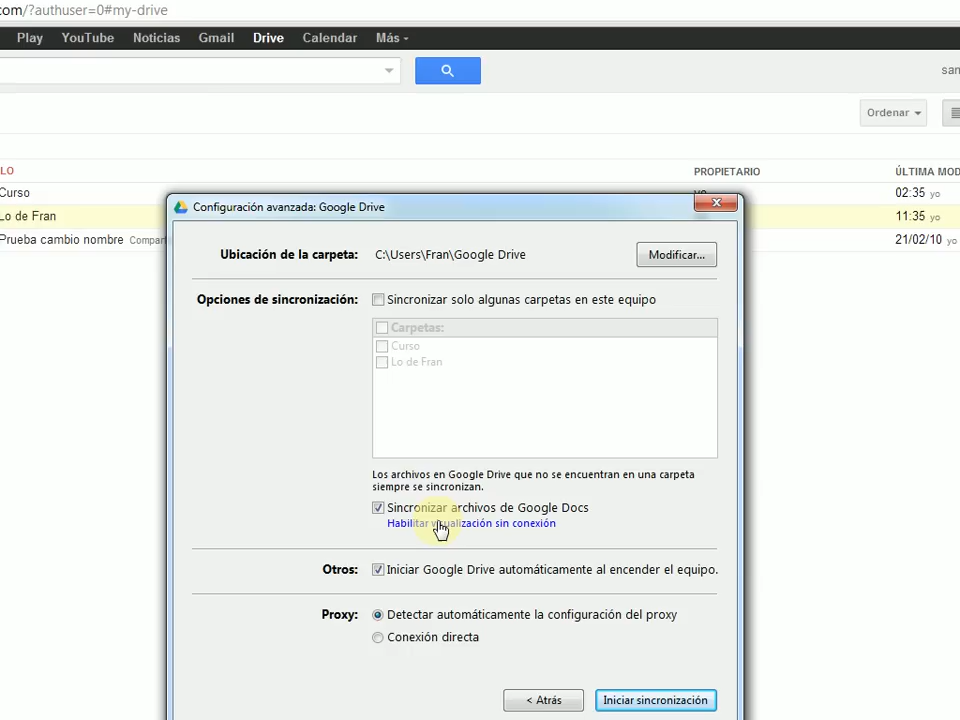 com/?authuser=0#my-drive
Play YouTube Noticias Gmail Drive Calendar Más
san
Ordenar
LO PROPIETARIO ÚLTIMA MOD
Curso yo 02:35 yo
Lo de Fran 11:35 yo
Prueba cambio nombre Compart 21/02/10 yo
Configuración avanzada: Google Drive
Ubicación de la carpeta: C:\Users\Fran\Google Drive Modificar...
Opciones de sincronización: Sincronizar solo algunas carpetas en este equipo
Carpetas:
Curso
Lo de Fran
Los archivos en Google Drive que no se encuentran en una carpeta
siempre se sincronizan.
Sincronizar archivos de Google Docs
Habilitar visualización sin conexión
Otros: Iniciar Google Drive automáticamente al encender el equipo.
Proxy: Detectar automáticamente la configuración del proxy
Conexión directa
< Atrás Iniciar sincronización